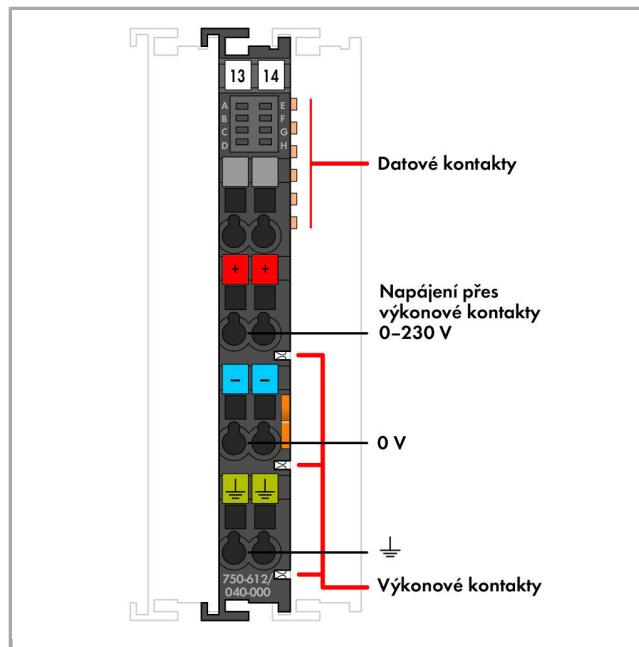 13 14
A E
B F
C G
D H
Datové kontakty
+ +
Napájení přes
výkonové kontakty
0–230 V
− −
0 V
750-612/
040-000
Výkonové kontakty